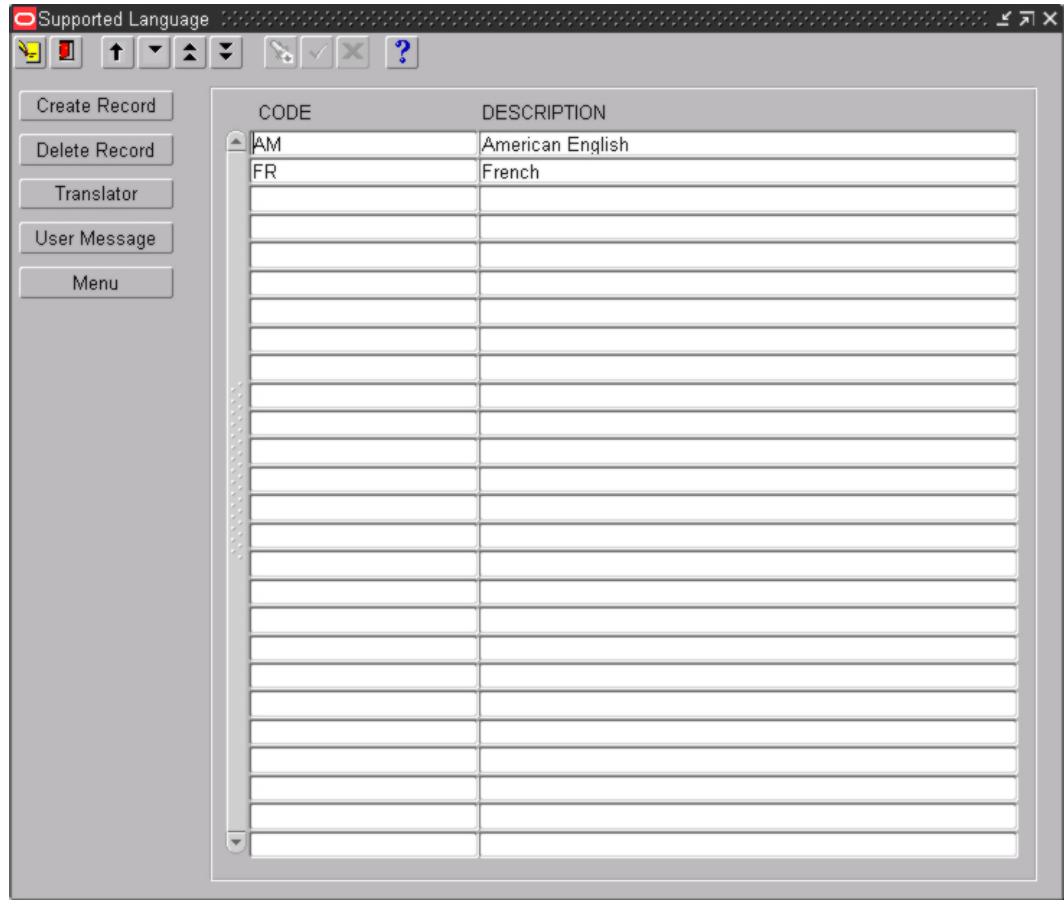 Supported Language
Create Record
Delete Record
Translator
User Message
Menu
CODE DESCRIPTION
AM American English
FR French